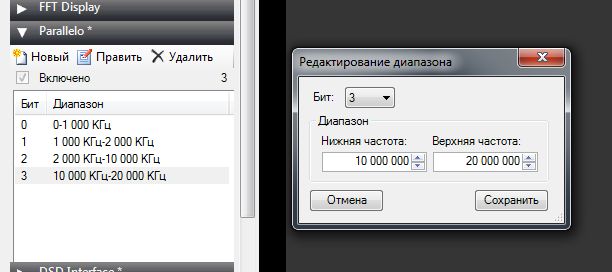 FFT Display
Parallelo *
Новый Править Удалить
Включено 3
Бит Диапазон
0 0-1 000 КГц
1 1 000 КГц-2 000 КГц
2 2 000 КГц-10 000 КГц
3 10 000 КГц-20 000 КГц
DSD Interface *
Редактирование диапазона
Бит: 3
Диапазон
Нижняя частота: Верхняя частота:
10 000 000 20 000 000
Отмена Сохранить